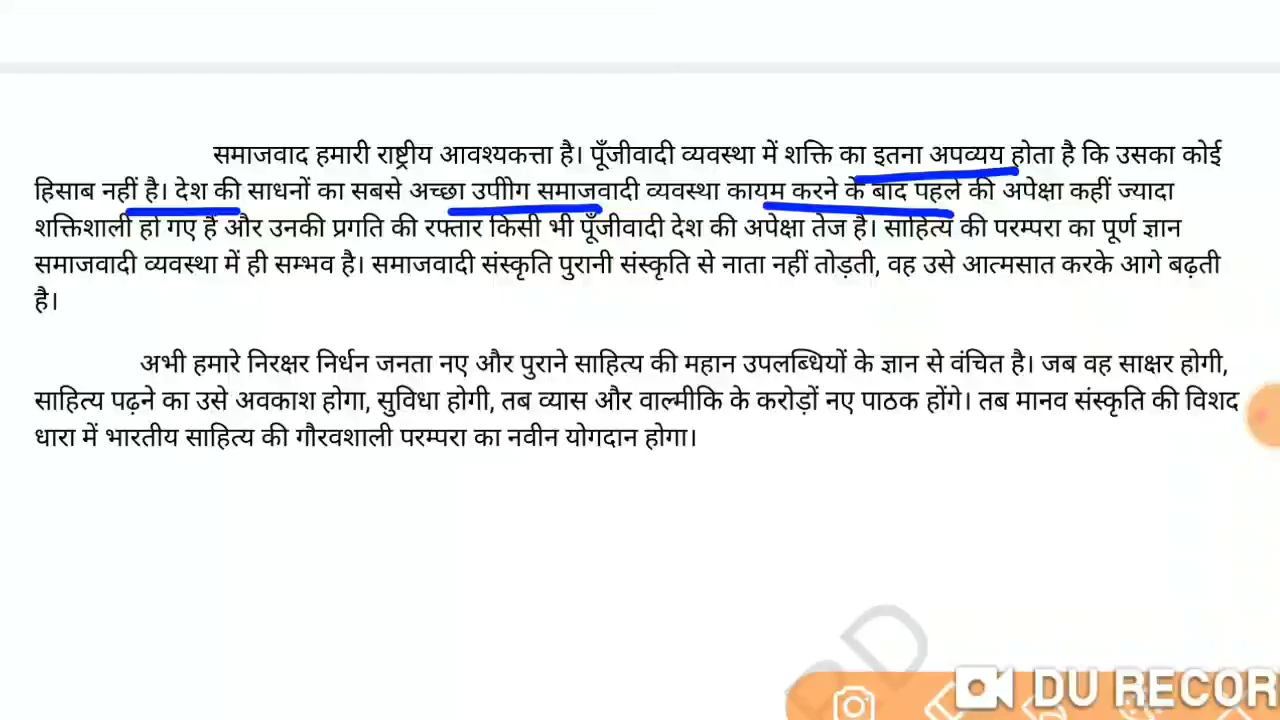 समाजवाद हमारी राष्ट्रीय आवश्यकत्ता है। पूँजीवादी व्यवस्था में शक्ति का इतना अपव्यय होता है कि उसका कोई
हिसाब नहीं है। देश की साधनों का सबसे अच्छा उपीोग समाजवादी व्यवस्था कायम करने के बाद पहले की अपेक्षा कहीं ज्यादा
शक्तिशाली हो गए हैं और उनकी प्रगति की रफ्तार किसी भी पूँजीवादी देश की अपेक्षा तेज है। साहित्य की परम्परा का पूर्ण ज्ञान
समाजवादी व्यवस्था में ही सम्भव है। समाजवादी संस्कृति पुरानी संस्कृति से नाता नहीं तोड़ती, वह उसे आत्मसात करके आगे बढ़ती
है।
अभी हमारे निरक्षर निर्धन जनता नए और पुराने साहित्य की महान उपलब्धियों के ज्ञान से वंचित है। जब वह साक्षर होगी,
साहित्य पढ़ने का उसे अवकाश होगा, सुविधा होगी, तब व्यास और वाल्मीकि के करोड़ों नए पाठक होंगे। तब मानव संस्कृति की विशद
धारा में भारतीय साहित्य की गौरवशाली परम्परा का नवीन योगदान होगा।
DU RECOR